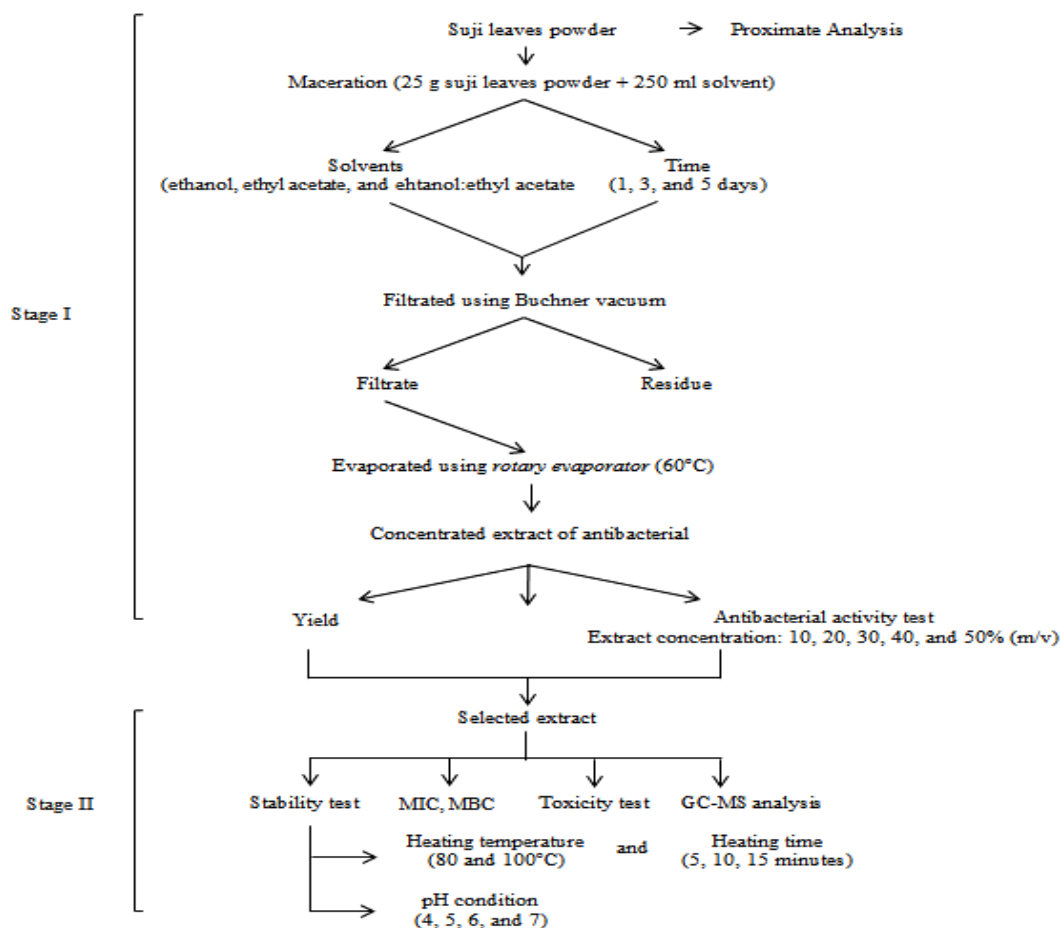 Suji leaves powder
Proximate Analysis
Maceration (25 g suji leaves powder + 250 ml solvent)
Solvents
(ethanol, ethyl acetate, and ehtanol:ethyl acetate
Time
(1, 3, and 5 days)
Stage I
Filtrated using Buchner vacuum
Filtrate
Residue
Evaporated using rotary evaporator (60°C)
Concentrated extract of antibacterial
Yield
Antibacterial activity test
Extract concentration: 10, 20, 30, 40, and 50% (m/v)
Selected extract
Stage II
Stability test
MIC, MBC
Toxicity test
GC-MS analysis
Heating temperature
(80 and 100°C)
and
Heating time
(5, 10, 15 minutes)
pH condition
(4, 5, 6, and 7)